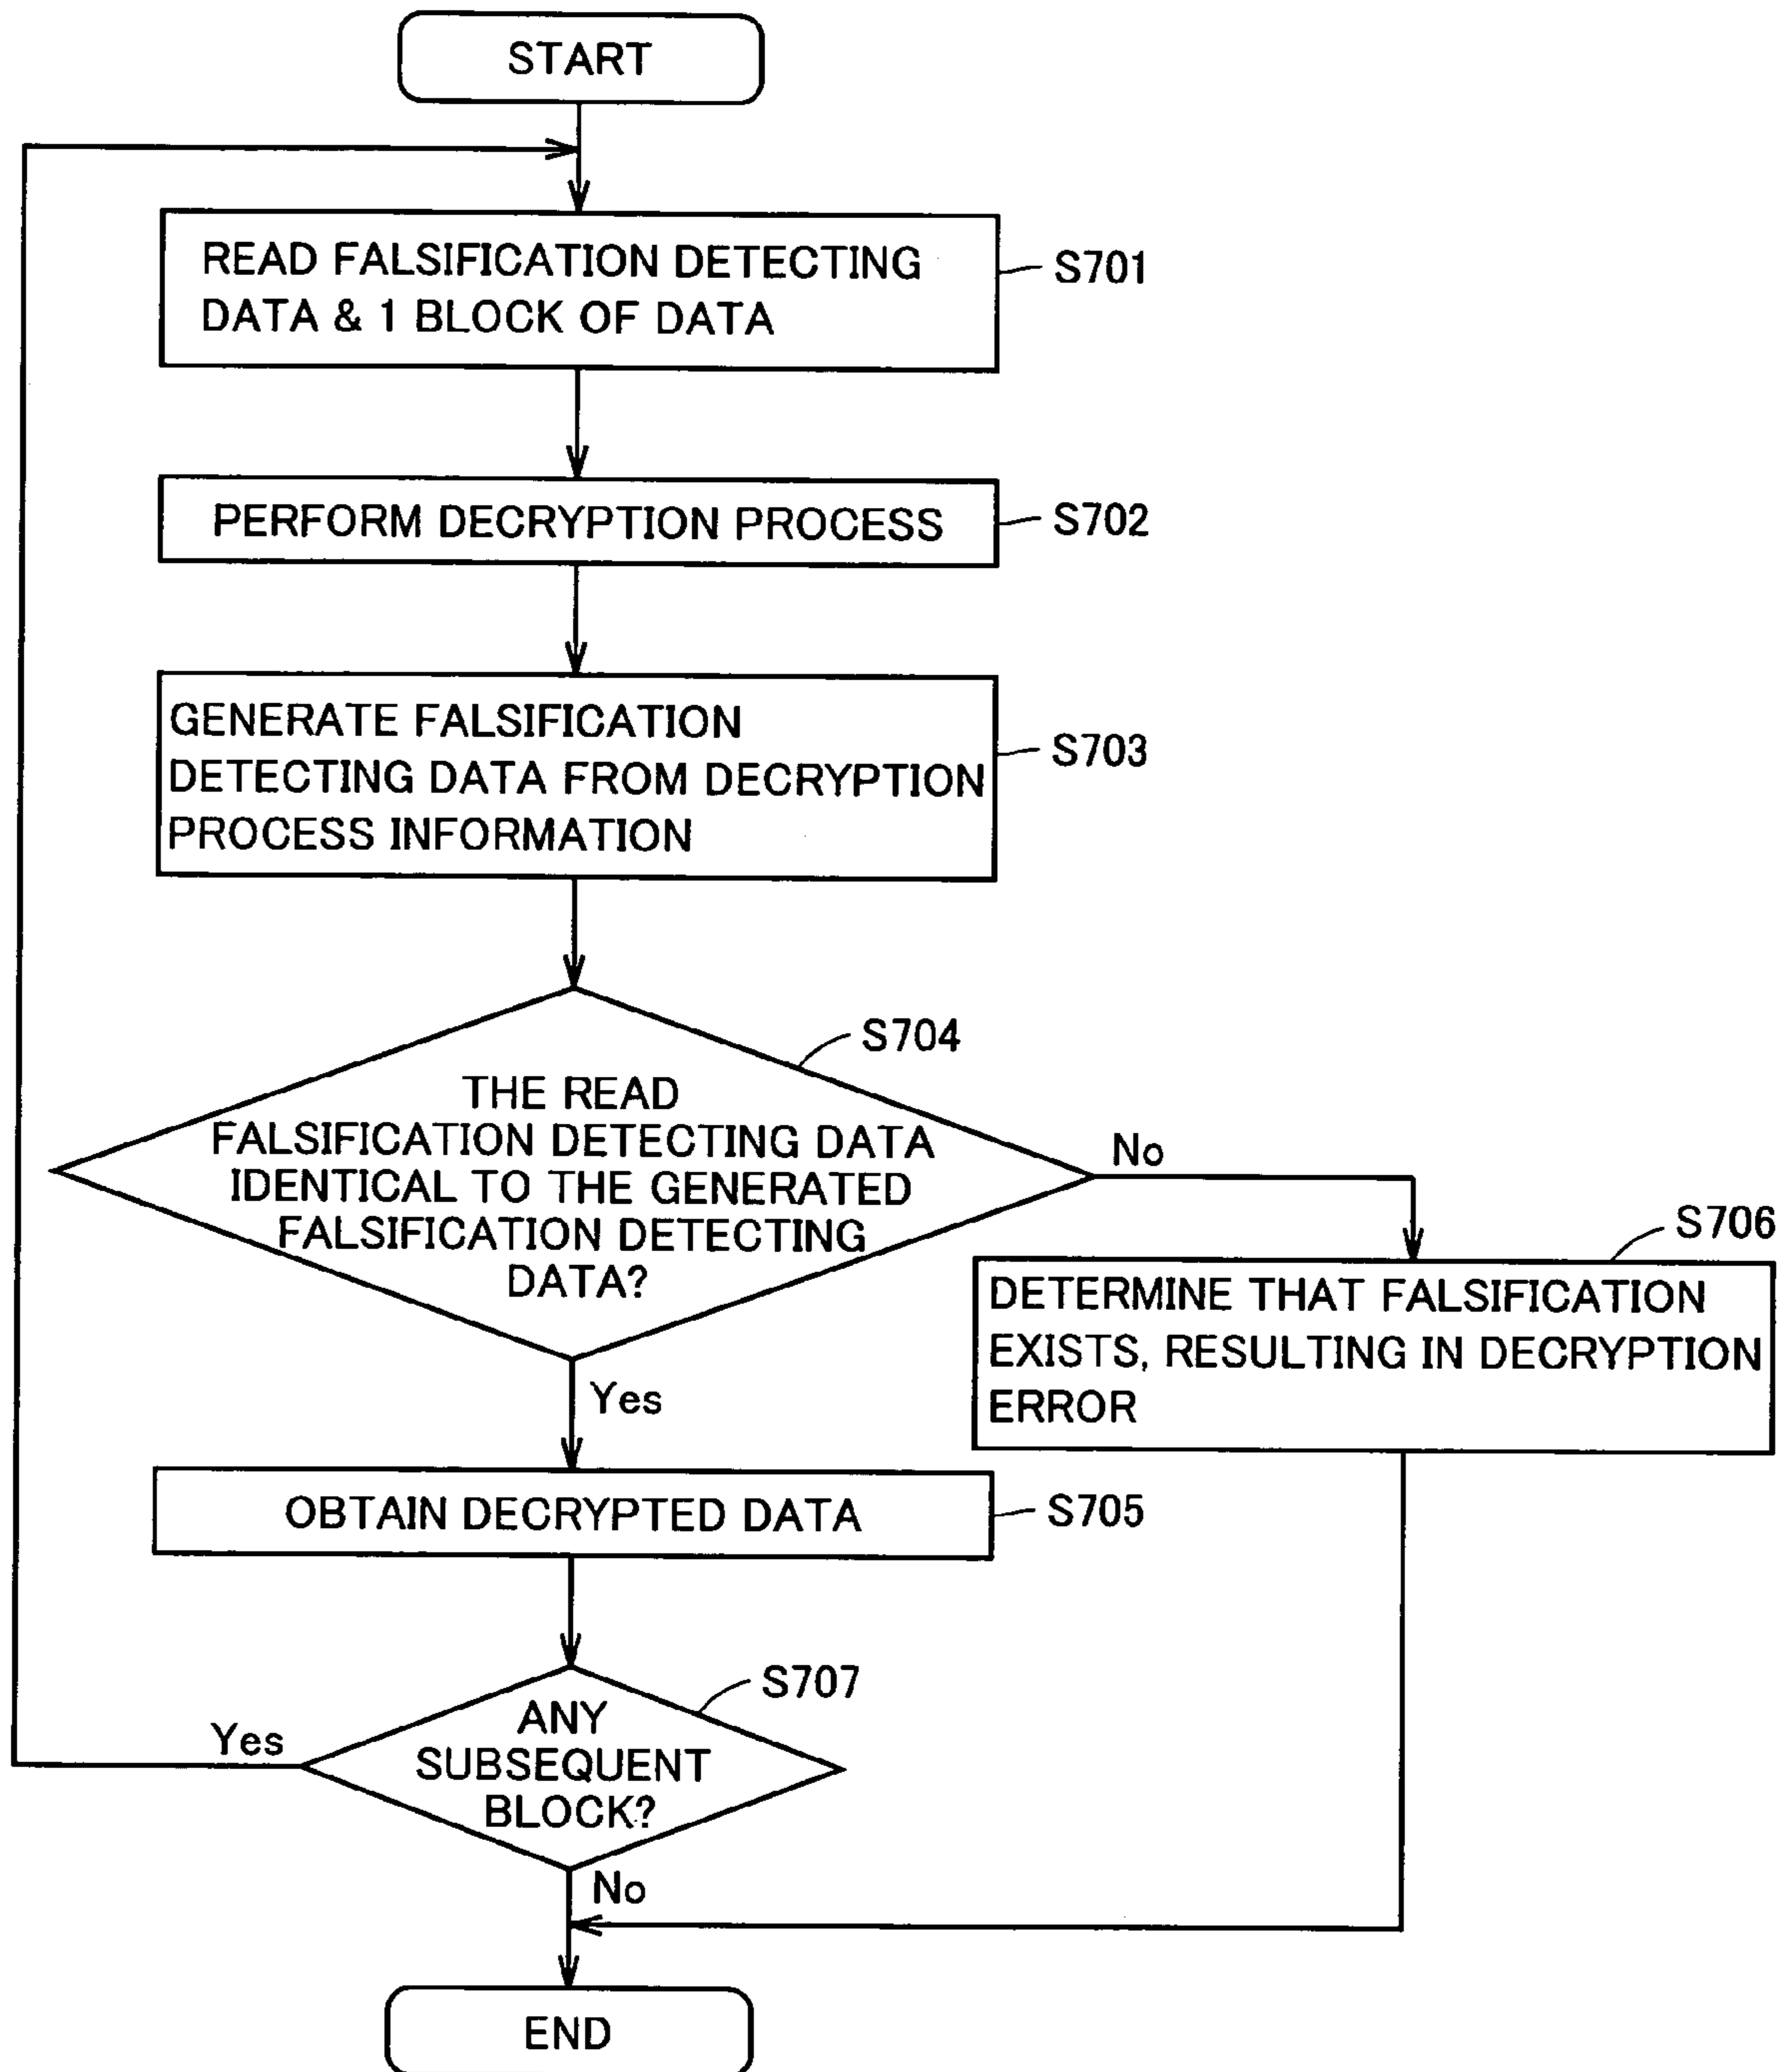 START
READ FALSIFICATION DETECTING
DATA & 1 BLOCK OF DATA
S701
PERFORM DECRYPTION PROCESS
S702
GENERATE FALSIFICATION
DETECTING DATA FROM DECRYPTION
PROCESS INFORMATION
S703
S704
THE READ
FALSIFICATION DETECTING DATA
IDENTICAL TO THE GENERATED
FALSIFICATION DETECTING
DATA?
No
S706
DETERMINE THAT FALSIFICATION
EXISTS, RESULTING IN DECRYPTION
ERROR
Yes
OBTAIN DECRYPTED DATA
S705
S707
ANY
SUBSEQUENT
BLOCK?
Yes
No
END